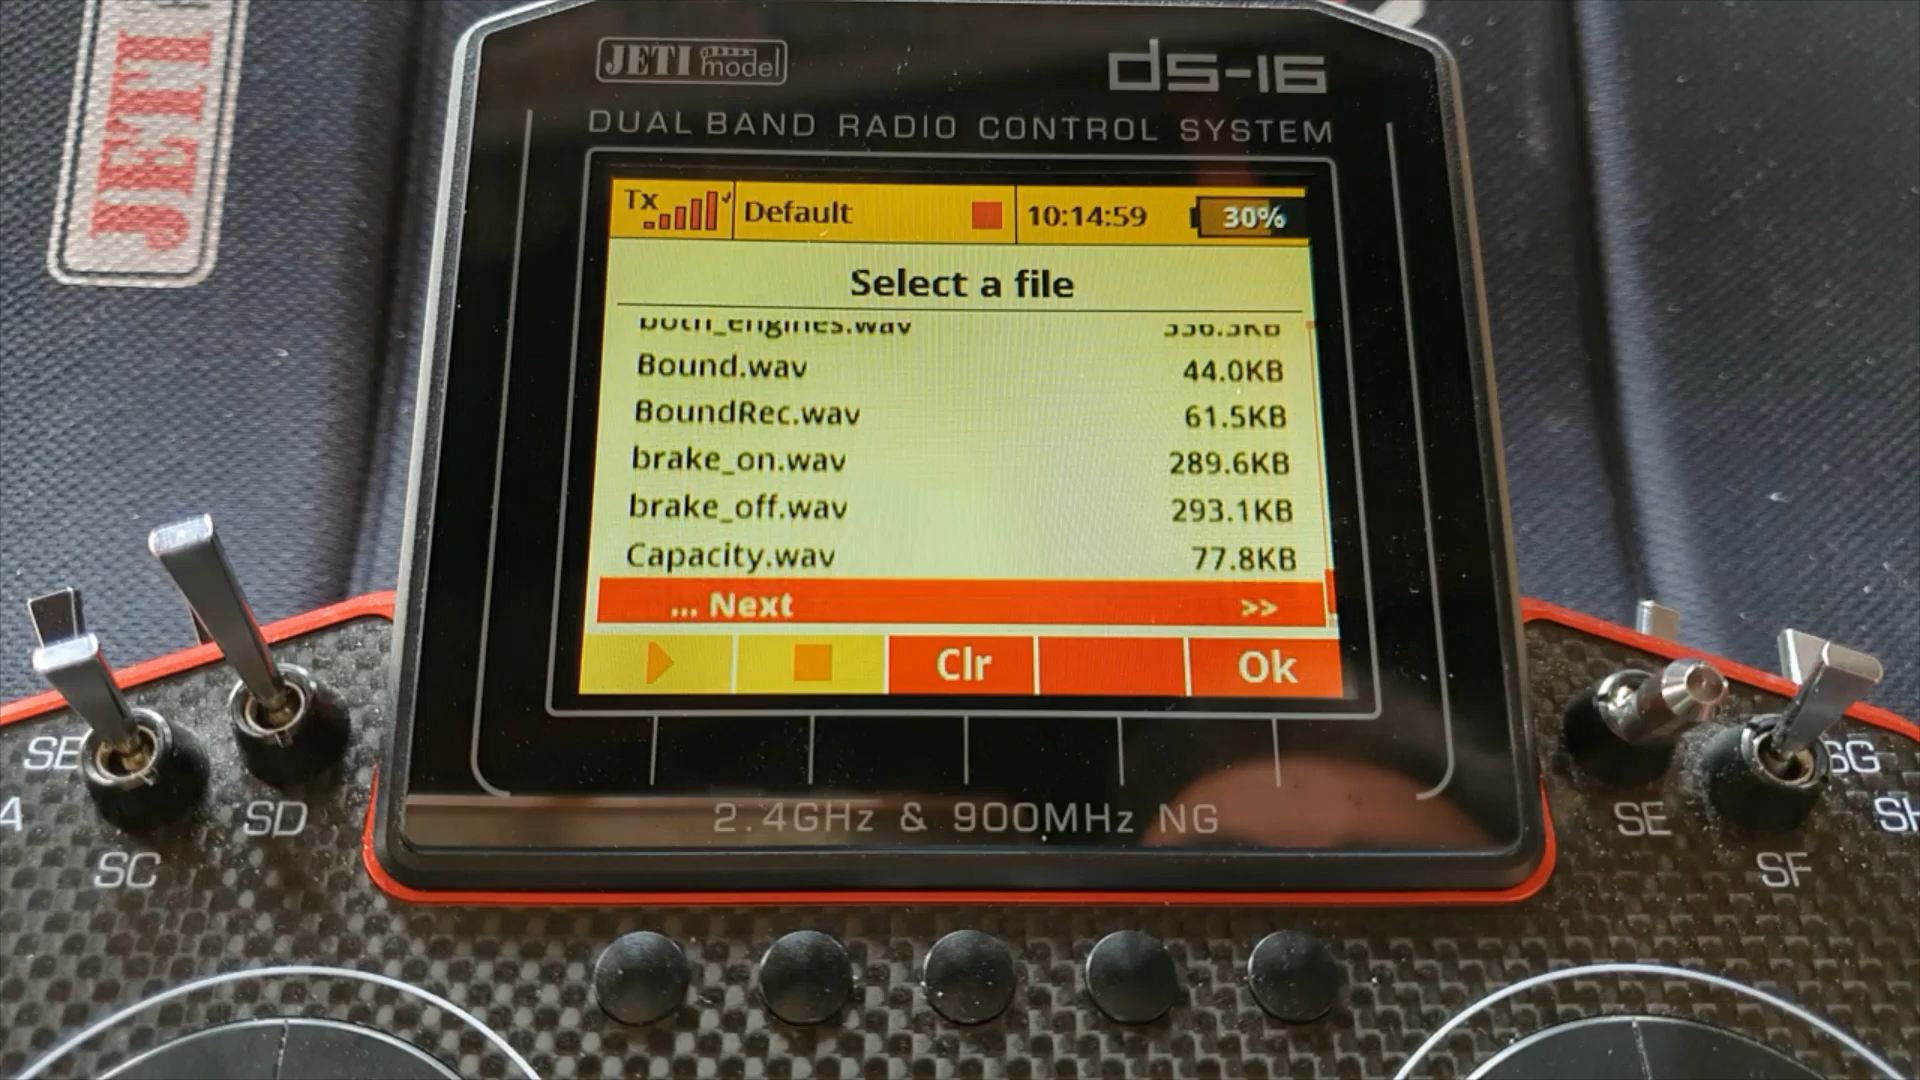 JETI
JETI model
ds-16
DUAL BAND RADIO CONTROL SYSTEM
Tx Default 10:14:59 30%
Select a file
both_engines.wav
Bound.wav 44.0KB
BoundRec.wav 61.5KB
brake_on.wav 289.6KB
brake_off.wav 293.1KB
Capacity.wav 77.8KB
... Next >>
Clr Ok
2.4GHz & 900MHz NG
SD
SC
SE
SF
SG